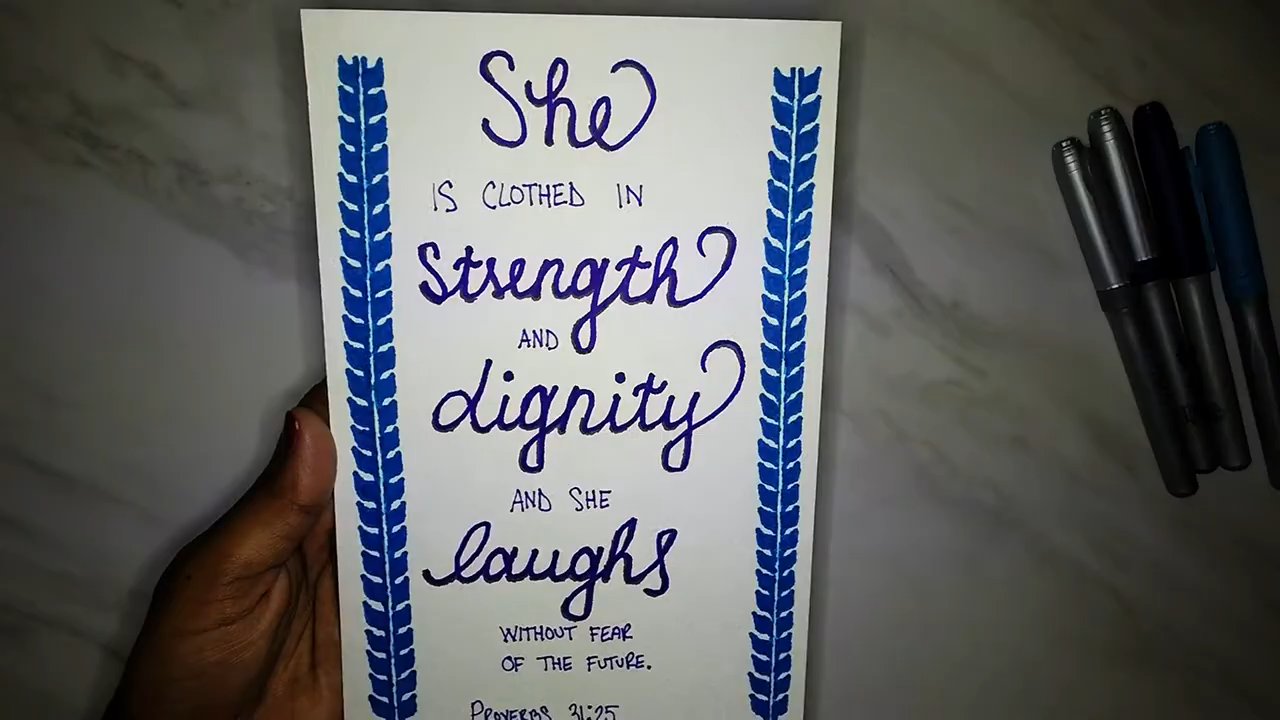 She
IS CLOTHED IN
Strength
AND
dignity
AND SHE
laughs
WITHOUT FEAR
OF THE FUTURE.
PROVERBS 31:25